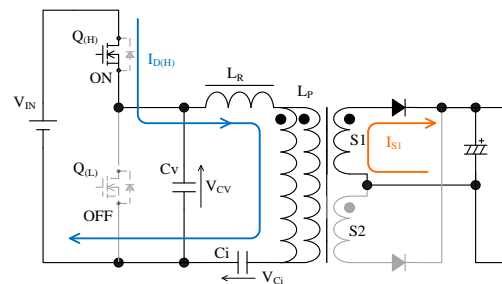 Q(H)
ID(H)
ON
LR
LP
VIN
S1
IS1
+
Q(L)
Cv
VCV
OFF
S2
Ci
VCi